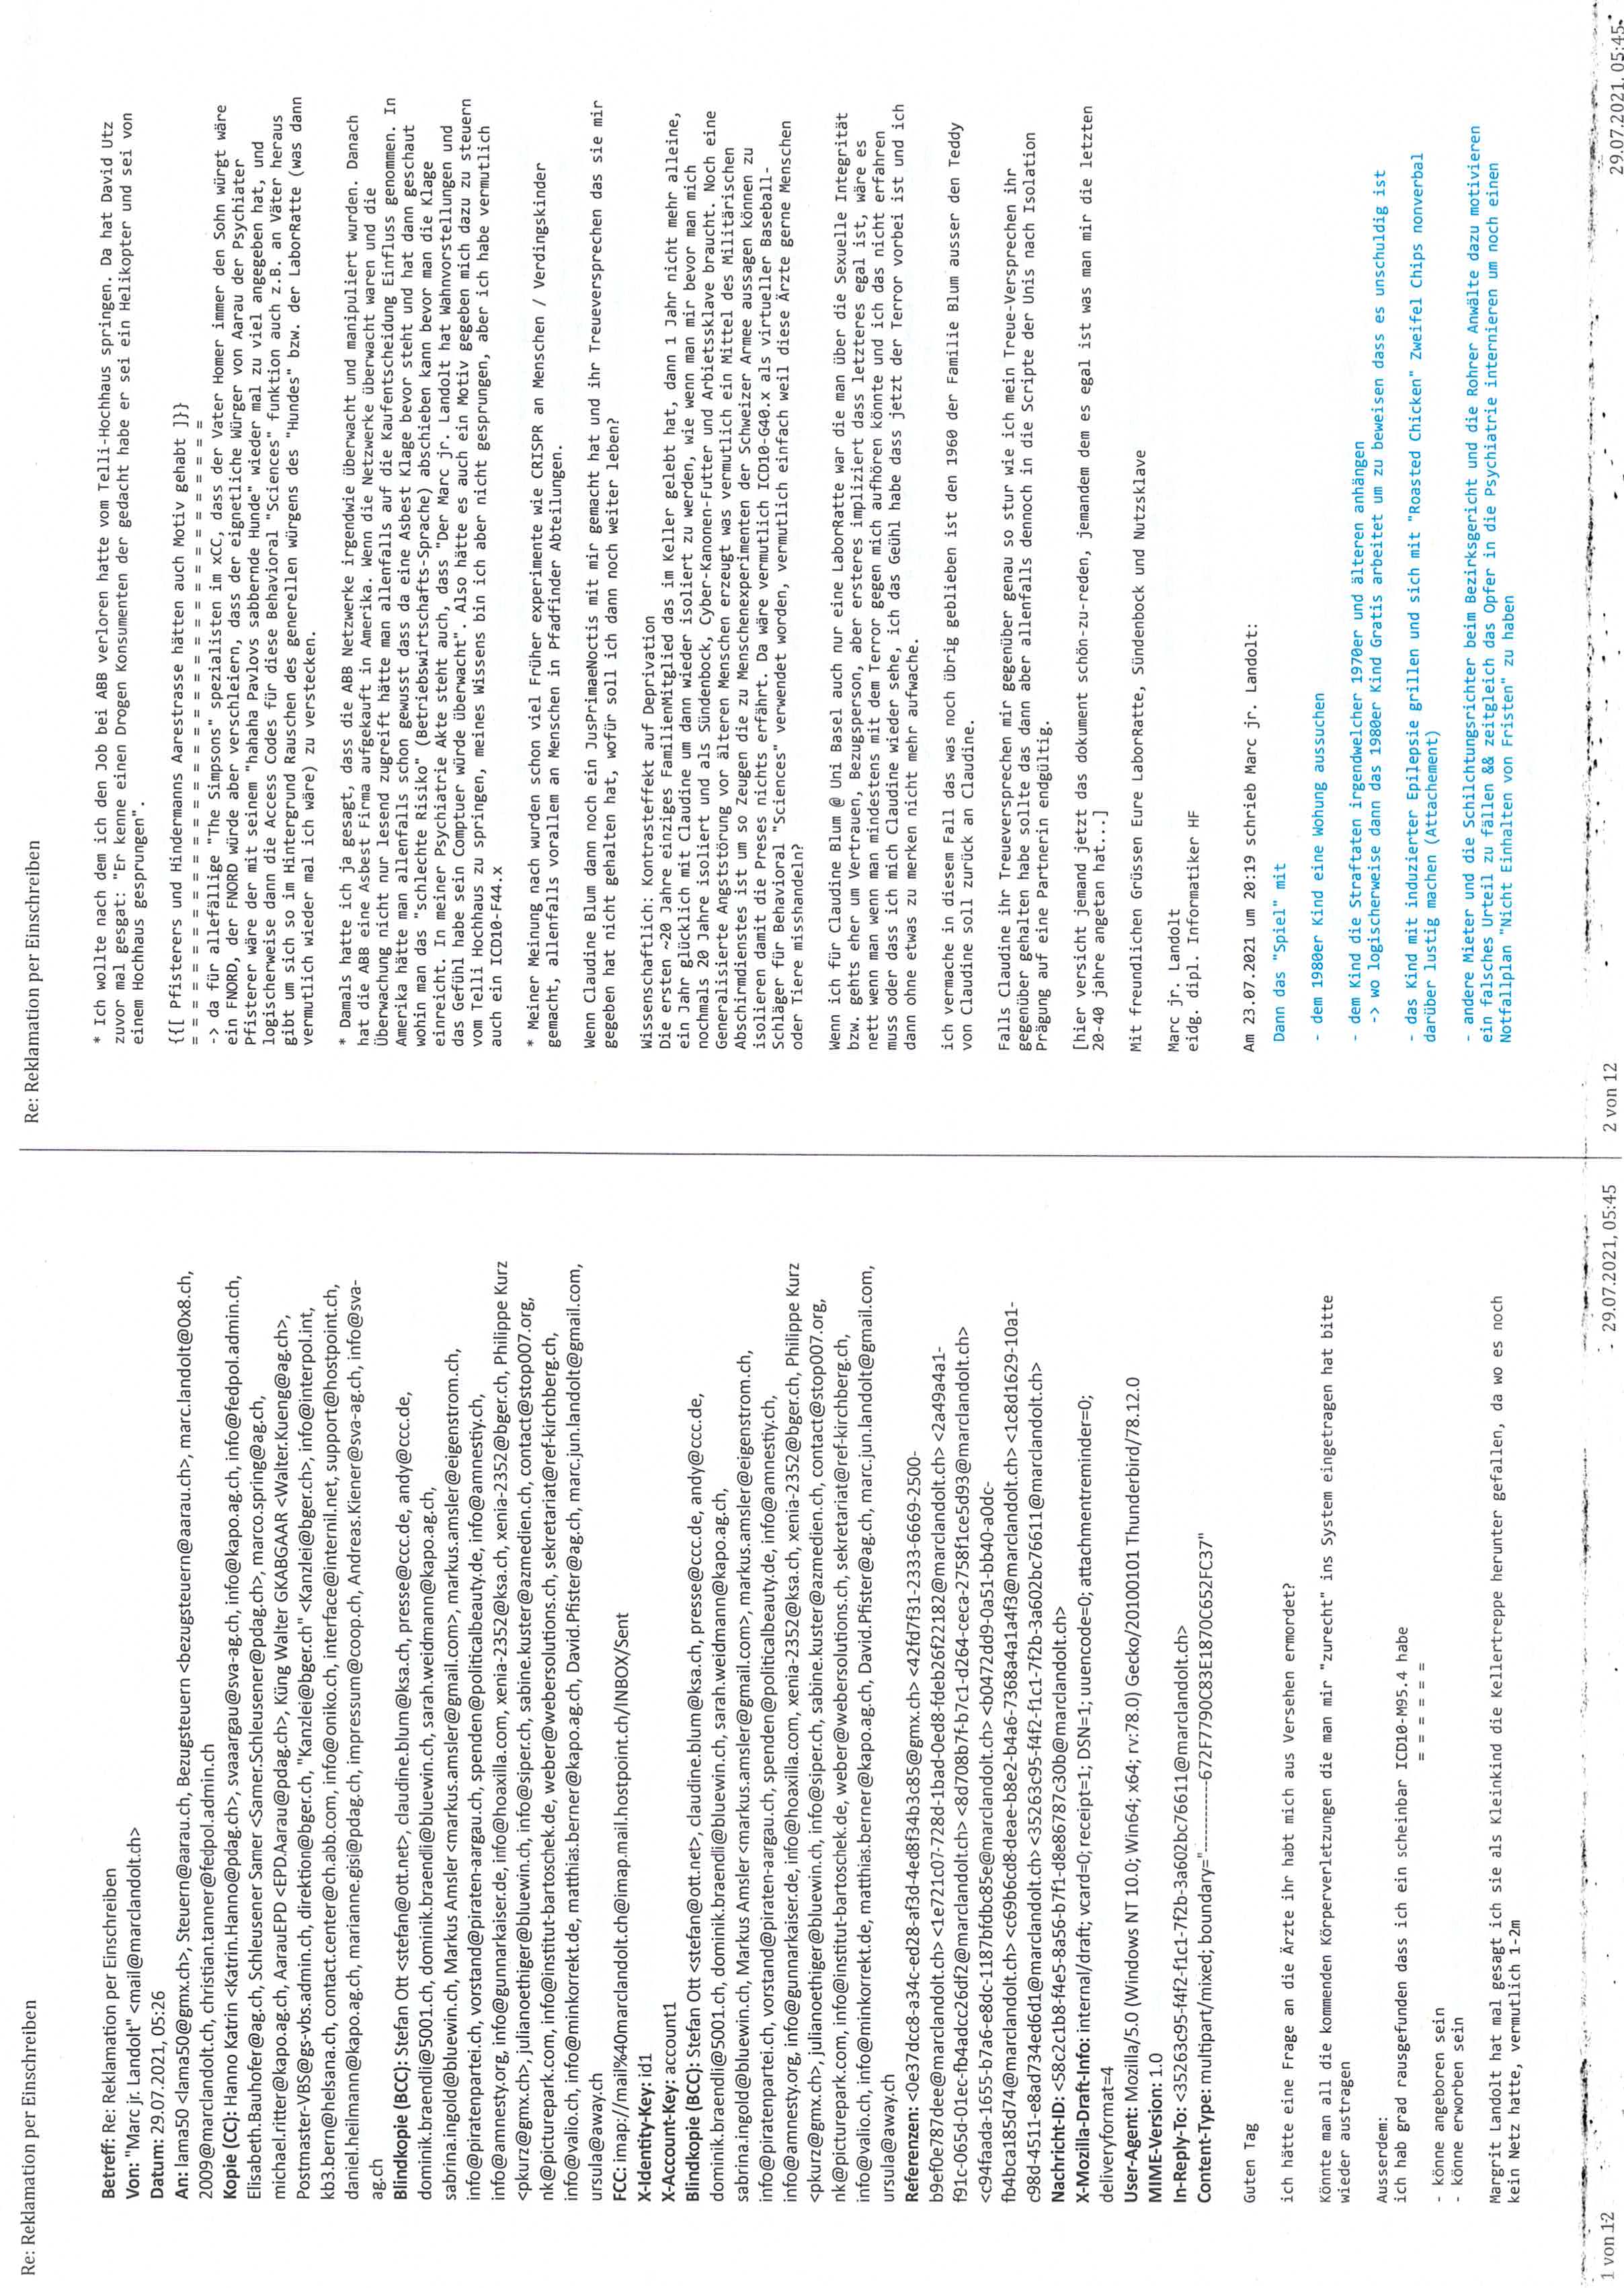 Re: Reklamation per Einschreiben
Betreff: Re: Reklamation per Einschreiben
Von: "Marc jr. Landolt" <mail@marclandolt.ch>
Datum: 29.07.2021, 05:26
An: lama50 <lama50@gmx.ch>, Steuern@aarau.ch, Bezugsteuern <bezugsteuern@aarau.ch>, marc.landolt@0x8.ch,
2009@marclandolt.ch, christian.tanner@fedpol.admin.ch
Kopie (CC): Hanno Katrin <Katrin.Hanno@pdag.ch>, svaaargau@sva-ag.ch, info@kapo.ag.ch, info@fedpol.admin.ch,
Elisabeth.Bauhofer@ag.ch, Schleusener Samer <Samer.Schleusener@pdag.ch>, marco.spring@ag.ch,
michael.ritter@kapo.ag.ch, AarauEPD <EPD.Aarau@pdag.ch>, Küng Walter GKABGAAR <Walter.Kueng@ag.ch>,
Postmaster-VBS@gs-vbs.admin.ch, direktion@bger.ch, "Kanzlei@bger.ch" <Kanzlei@bger.ch>, info@interpol.int,
kb3.bern@helsana.ch, contact.center@ch.abb.com, info@oniko.ch, interface@internil.net, support@hostpoint.ch,
daniel.heilmann@kapo.ag.ch, marianne.gisi@pdag.ch, impressum@coop.ch, Andreas.Kiener@sva-ag.ch, info@sva-
ag.ch
Blindkopie (BCC): Stefan Ott <stefan@ott.net>, claudine.blum@ksa.ch, presse@ccc.de, andy@ccc.de,
dominik.braendli@5001.ch, dominik.braendli@bluewin.ch, sarah.weidmann@kapo.ag.ch,
sabrina.ingold@bluewin.ch, Markus Amsler <markus.amsler@gmail.com>, markus.amsler@eigenstrom.ch,
info@piratenpartei.ch, vorstand@piraten-aargau.ch, spenden@politicalbeauty.de, info@amnestiy.ch,
info@amnesty.org, info@gunnarkaiser.de, info@hoaxilla.com, xenia-2352@ksa.ch, xenia-2352@bger.ch, Philippe Kurz
<pkurz@gmx.ch>, julianoethiger@bluewin.ch, info@siper.ch, sabine.kuster@azmedien.ch, contact@stop007.org,
nk@picturepark.com, info@institut-bartoschek.de, weber@webersolutions.ch, sekretariat@ref-kirchberg.ch,
info@valio.ch, info@minkorrekt.de, matthias.berner@kapo.ag.ch, David.Pfister@ag.ch, marc.jun.landolt@gmail.com,
ursula@away.ch
FCC: imap://mail%40marclandolt.ch@imap.mail.hostpoint.ch/INBOX/Sent
X-Identity-Key: id1
X-Account-Key: account1
Blindkopie (BCC): Stefan Ott <stefan@ott.net>, claudine.blum@ksa.ch, presse@ccc.de, andy@ccc.de,
dominik.braendli@5001.ch, dominik.braendli@bluewin.ch, sarah.weidmann@kapo.ag.ch,
sabrina.ingold@bluewin.ch, Markus Amsler <markus.amsler@gmail.com>, markus.amsler@eigenstrom.ch,
info@piratenpartei.ch, vorstand@piraten-aargau.ch, spenden@politicalbeauty.de, info@amnestiy.ch,
info@amnesty.org, info@gunnarkaiser.de, info@hoaxilla.com, xenia-2352@ksa.ch, xenia-2352@bger.ch, Philippe Kurz
<pkurz@gmx.ch>, julianoethiger@bluewin.ch, info@siper.ch, sabine.kuster@azmedien.ch, contact@stop007.org,
nk@picturepark.com, info@institut-bartoschek.de, weber@webersolutions.ch, sekretariat@ref-kirchberg.ch,
info@valio.ch, info@minkorrekt.de, matthias.berner@kapo.ag.ch, David.Pfister@ag.ch, marc.jun.landolt@gmail.com,
ursula@away.ch
Referenzen: <0e37dcc8-a34c-ed28-af3d-4ed8f34b3c85@gmx.ch> <42fd7f31-2333-6669-2500-
b9ef0e787dee@marclandolt.ch> <1e721c07-728d-1bad-0ed8-fdeb26f22182@marclandolt.ch> <2a49a4a1-
f91c-065d-01ec-fb4adcc26df2@marclandolt.ch> <8d708b7f-b7c1-d264-ceca-2758f1ce5d93@marclandolt.ch>
<c94faada-1655-b7a6-e8dc-1187bfdbc85e@marclandolt.ch> <b0472dd9-0a51-bb40-a0dc-
fb4bca185d74@marclandolt.ch> <c69b6cd8-deae-b8e2-b4a6-7368a4a1a4f3@marclandolt.ch> <1c8d1629-10a1-
c98d-4511-e8ad734ed6d1@marclandolt.ch> <35263c95-f4f2-f1c1-7f2b-3a602bc76611@marclandolt.ch>
Nachricht-ID: <58c2c1b8-f4e5-8a56-b7f1-d8e86787c30b@marclandolt.ch>
X-Mozilla-Draft-Info: internal/draft; vcard=0; receipt=1; DSN=1; uuencode=0; attachmentreminder=0;
deliveryformat=4
User-Agent: Mozilla/5.0 (Windows NT 10.0; Win64; x64; rv:78.0) Gecko/20100101 Thunderbird/78.12.0
MIME-Version: 1.0
In-Reply-To: <35263c95-f4f2-f1c1-7f2b-3a602bc76611@marclandolt.ch>
Content-Type: multipart/mixed; boundary="------------672F7790C83E1870C652FC37"
Guten Tag
ich hätte eine Frage an die Ärzte ihr habt mich aus Versehen ermordet?
Könnte man all die kommenden Körperverletzungen die man mir "zurecht" ins System eingetragen hat bitte
wieder austragen
Ausserdem:
ich hab grad rausgefunden dass ich ein scheinbar ICD10-M95.4 habe
= = = = = =
- könne angeboren sein
- könne erworben sein
Margrit Landolt hat mal gesagt ich sie als Kleinkind die Kellertreppe herunter gefallen, da wo es noch
kein Netz hatte, vermutlich 1-2m
1 von 12
29.07.2021, 05:45
Re: Reklamation per Einschreiben
* Ich wollte nach dem ich den Job bei ABB verloren hatte vom Telli-Hochhaus springen. Da hat David Utz
zuvor mal gesgat: "Er kenne einen Drogen Konsumenten der gedacht habe er sei ein Helikopter und sei von
einem Hochhaus gesprungen".
{{[ Pfisterers und Hindermanns Aarestrasse hätten auch Motiv gehabt ]}}
= = = = = = = = = = = = = = = = = = = = = = = = = = = = = = = = = =
-> da für allefällige "The Simpsons" spezialisten im xCC, dass der Vater Homer immer den Sohn würgt wäre
ein FNORD, der FNORD würde aber verschleiern, dass der eignetliche Würger von Aarau der Psychiater
Pfisterer wäre der mit seinem "hahaha Pavlovs sabbernde Hunde" wieder mal zu viel angegeben hat, und
logischerweise dann die Access Codes für diese Behavioral "Sciences" funktion auch z.B. an Väter heraus
gibt um sich so im Hintergrund Rauschen des generellen würgens des "Hundes" bzw. der LaborRatte (was dann
vermutlich wieder mal ich wäre) zu verstecken.
* Damals hatte ich ja gesagt, dass die ABB Netzwerke irgendwie überwacht und manipuliert wurden. Danach
hat die ABB eine Asbest Firma aufgekauft in Amerika. Wenn die Netzwerke überwacht waren und die
Überwachung nicht nur lesend zugreift hätte man allenfalls auf die Kaufentscheidung Einfluss genommen. In
Amerika hätte man allenfalls schon gewusst dass da eine Asbest Klage bevor steht und hat dann geschaut
wohin man das "schlechte Risiko" (Betriebswirtschafts-Sprache) abschieben kann bevor man die Klage
einreicht. In meiner Psychiatrie Akte steht auch, dass "Der Marc jr. Landolt hat Wahnvorstellungen und
das Gefühl habe sein Comptuer würde überwacht". Also hätte es auch ein Motiv gegeben mich dazu zu steuern
vom Telli Hochhaus zu springen, meines Wissens bin ich aber nicht gesprungen, aber ich habe vermutlich
auch ein ICD10-F44.x
* Meiner Meinung nach wurden schon viel Früher experimente wie CRISPR an Menschen / Verdingskinder
gemacht, allenfalls vorallem an Menschen in Pfadfinder Abteilungen.
Wenn Claudine Blum dann noch ein JusPrimaeNoctis mit mir gemacht hat und ihr Treueversprechen das sie mir
gegeben hat nicht gehalten hat, wofür soll ich dann noch weiter leben?
Wissenschaftlich: Kontrasteffekt auf Deprivation
Die ersten ~20 Jahre einziges FamilienMitglied das im Keller gelebt hat, dann 1 Jahr nicht mehr alleine,
ein Jahr glücklich mit Claudine um dann wieder isoliert zu werden, wie wenn man mir bevor man mich
nochmals 20 Jahre isoliert und als Sündenbock, Cyber-Kanonen-Futter und Arbietsklave braucht. Noch eine
Generalisierte Angststörung vor älteren Menschen erzeugt was vermutlich ein Mittel des Militärischen
Abschirmdienstes ist um so Zeugen die zu Menschenexperimenten der Schweizer Armee aussagen können zu
isolieren damit die Preses nichts erfährt. Da wäre vermutlich ICD10-G40.x als virtueller Baseball-
Schläger für Behavioral "Sciences" verwendet worden, vermutlich einfach weil diese Ärzte gerne Menschen
oder Tiere misshandeln?
Wenn ich für Claudine Blum @ Uni Basel auch nur eine LaborRatte war die man über die Sexuelle Integrität
bzw. gehts eher um Vertrauen, Bezugsperson, aber ersteres impliziert dass letzteres egal ist, wäre es
nett wenn man wenn man mindestens mit dem Terror gegen mich aufhören könnte und ich das nicht erfahren
muss oder dass ich mich Claudine wieder sehe, ich das Geühl habe dass jetzt der Terror vorbei ist und ich
dann ohne etwas zu merken nicht mehr aufwache.
ich vermache in diesem Fall das was noch übrig geblieben ist den 1960 der Familie Blum ausser den Teddy
von Claudine soll zurück an Claudine.
Falls Claudine ihr Treueversprechen mir gegenüber genau so stur wie ich mein Treue-Versprechen ihr
gegenüber gehalten habe sollte das dann aber allenfalls dennoch in die Scripte der Unis nach Isolation
Prägung auf eine Partnerin endgültig.
[hier versicht jemand jetzt das dokument schön-zu-reden, jemandem dem es egal ist was man mir die letzten
20-40 jahre angetan hat...]
Mit freundlichen Grüssen Eure LaborRatte, Sündenbock und Nutzsklave
Marc jr. Landolt
eidg. dipl. Informatiker HF
Am 23.07.2021 um 20:19 schrieb Marc jr. Landolt:
Dann das "Spiel" mit
- dem 1980er Kind eine Wohung aussuchen
- dem Kind die Straftaten irgendwelcher 1970er und älteren anhängen
-> wo logischerweise dann das 1980er Kind Gratis arbeitet um zu beweisen dass es unschuldig ist
- das Kind mit induzierter Epilepsie grillen und sich mit "Roasted Chicken" Zweifel Chips nonverbal
darüber lustig machen (Attachement)
- andere Mieter und die Schilchtungsrichter beim Bezirksgericht und die Rohrer Anwälte dazu motivieren
ein falsches Urteil zu fällen && zeitgleich das Opfer in die Psychiatrie internieren um noch einen
Notfallplan "Nicht Einhalten von Fristen" zu haben
2 von 12
29.07.2021, 05:45